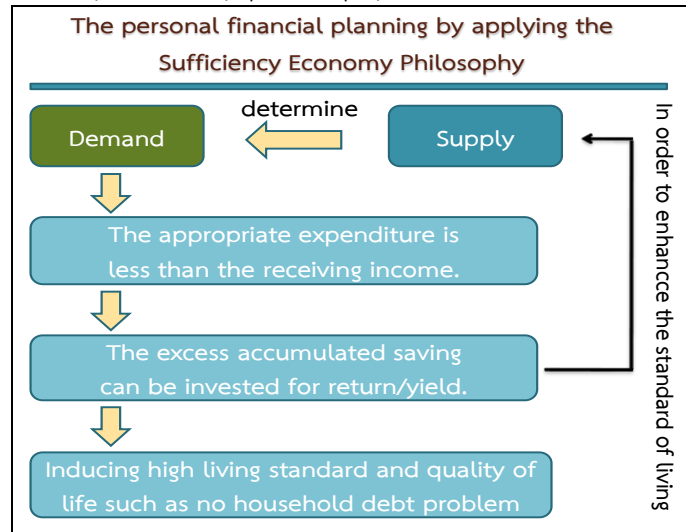 The personal financial planning by applying the
Sufficiency Economy Philosophy
determine
Demand
Supply
The appropriate expenditure is
less than the receiving income.
The excess accumulated saving
can be invested for return/yield.
Inducing high living standard and quality of
life such as no household debt problem
In order to enhancce the standard of living